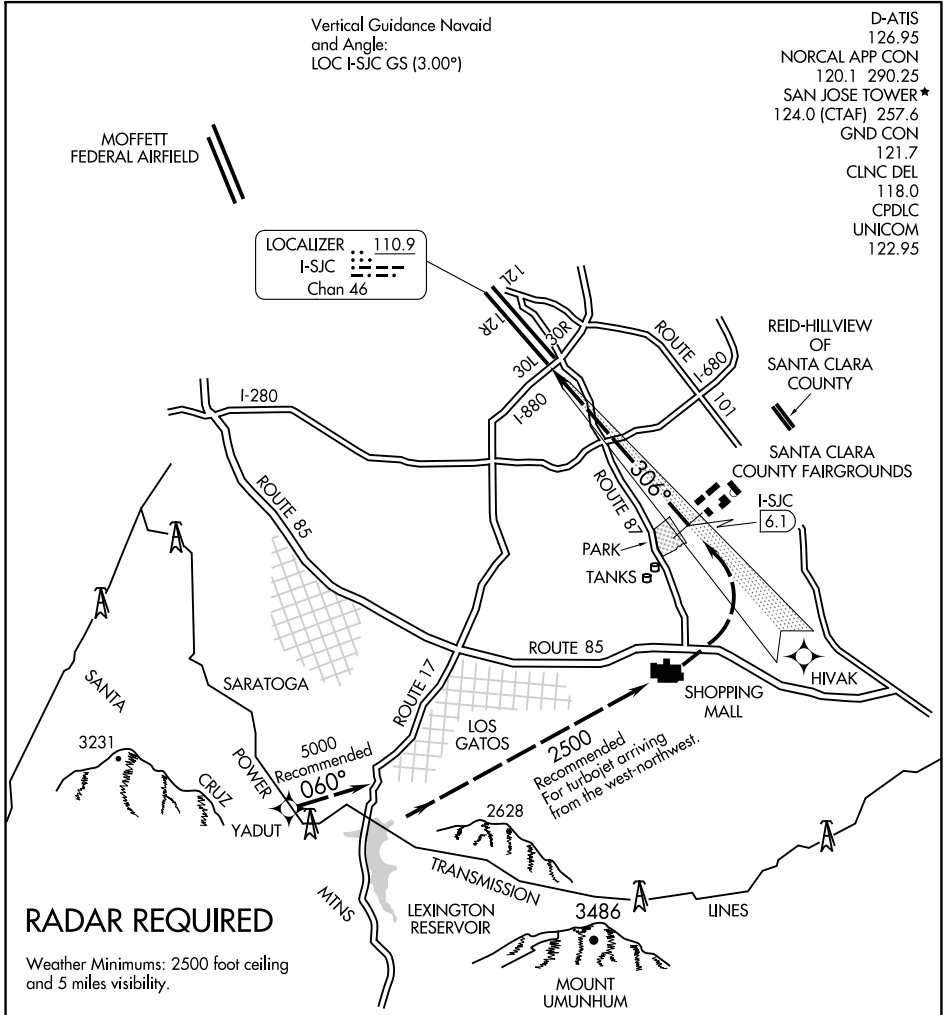 Vertical Guidance Navaid
and Angle:
LOC I-SJC GS (3.00°)
D-ATIS
126.95
NORCAL APP CON
120.1 290.25
SAN JOSE TOWER★
124.0 (CTAF) 257.6
GND CON
121.7
CLNC DEL
118.0
CPDLC
UNICOM
122.95
MOFFETT
FEDERAL AIRFIELD
LOCALIZER 110.9
I-SJC
Chan 46
12L
12R
30R
30L
ROUTE
101
I-680
I-880
I-280
REID-HILLVIEW
OF
SANTA CLARA
COUNTY
SANTA CLARA
COUNTY FAIRGROUNDS
306°
I-SJC
6.1
ROUTE 87
ROUTE 85
PARK
TANKS
ROUTE 85
HIVAK
SHOPPING
MALL
ROUTE 17
SARATOGA
LOS
GATOS
SANTA
CRUZ
MTNS
3231
POWER
TRANSMISSION
LINES
5000
Recommended
060°
YADUT
2500
Recommended
For turbojet arriving
from the west-northwest.
2628
LEXINGTON
RESERVOIR
3486
MOUNT
UMUNHUM
RADAR REQUIRED
Weather Minimums: 2500 foot ceiling
and 5 miles visibility.